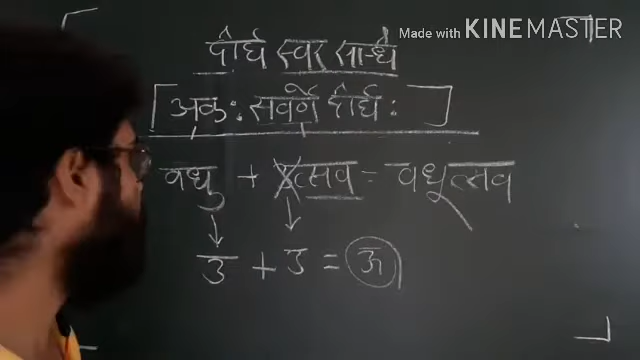 Made with KINEMASTER
दीर्घ स्वर सन्धि
[ अकः सवर्णे दीर्घः ]
वधु + उत्सव = वधूत्सव
उ + उ = ऊ